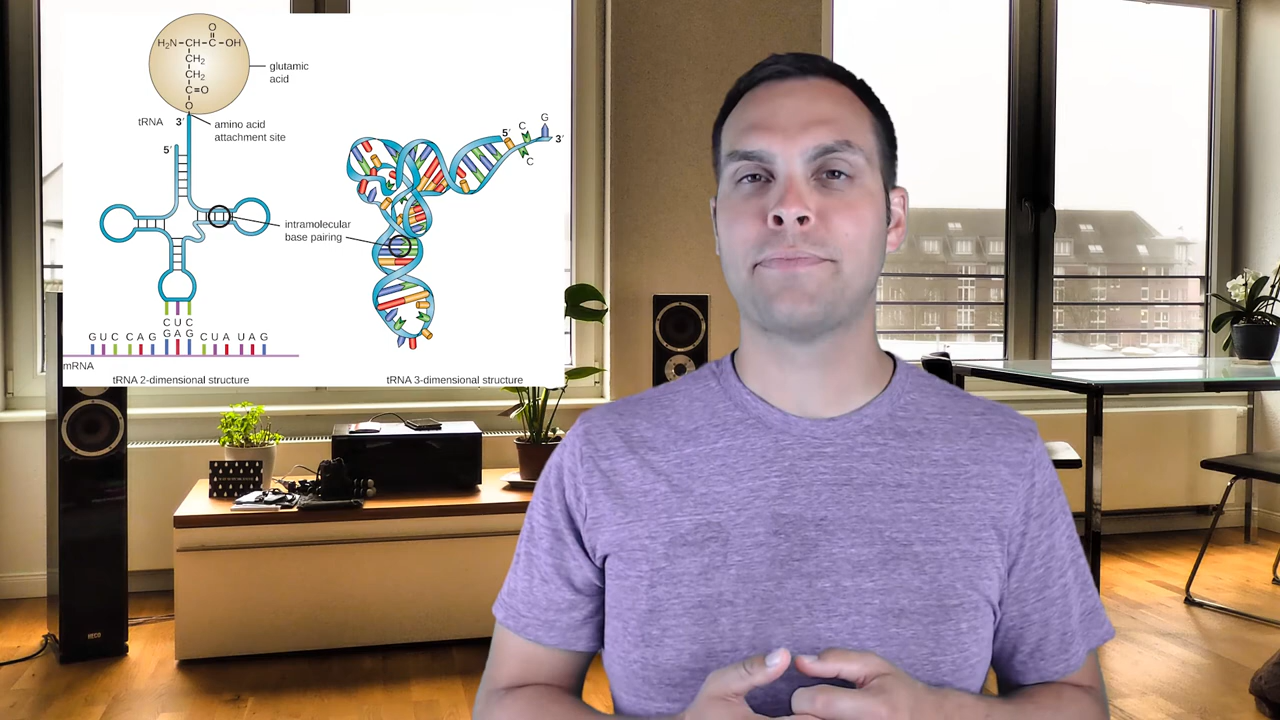 O
H₂N–CH–C–OH
CH₂
CH₂
C=O
O
glutamic
acid
tRNA 3′
amino acid
attachment site
5′
intramolecular
base pairing
5′ C G 3′
C
C U C
G A G
G U C C A G C U A U A G
mRNA
tRNA 2-dimensional structure
tRNA 3-dimensional structure